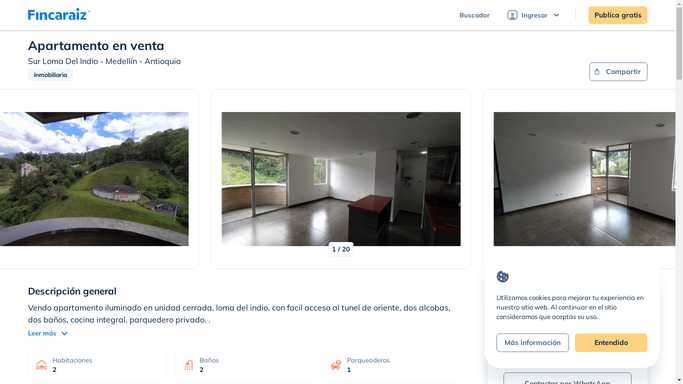 Fincaraiz
Buscador
Ingresar
Publica gratis
Apartamento en venta
Sur Loma Del Indio - Medellín - Antioquia
Inmobiliaria
Compartir
1 / 20
Descripción general
Vendo apartamento iluminado en unidad cerrada, loma del indio, con facil acceso al tunel de oriente, dos alcobas,
dos baños, cocina integral, parquedero privado. .
Leer más
Habitaciones
2
Baños
2
Parqueaderos
1
Utilizamos cookies para mejorar tu experiencia en
nuestro sitio web. Al continuar en el sitio
consideramos que aceptas su uso.
Más información
Entendido
Contactar por WhatsApp